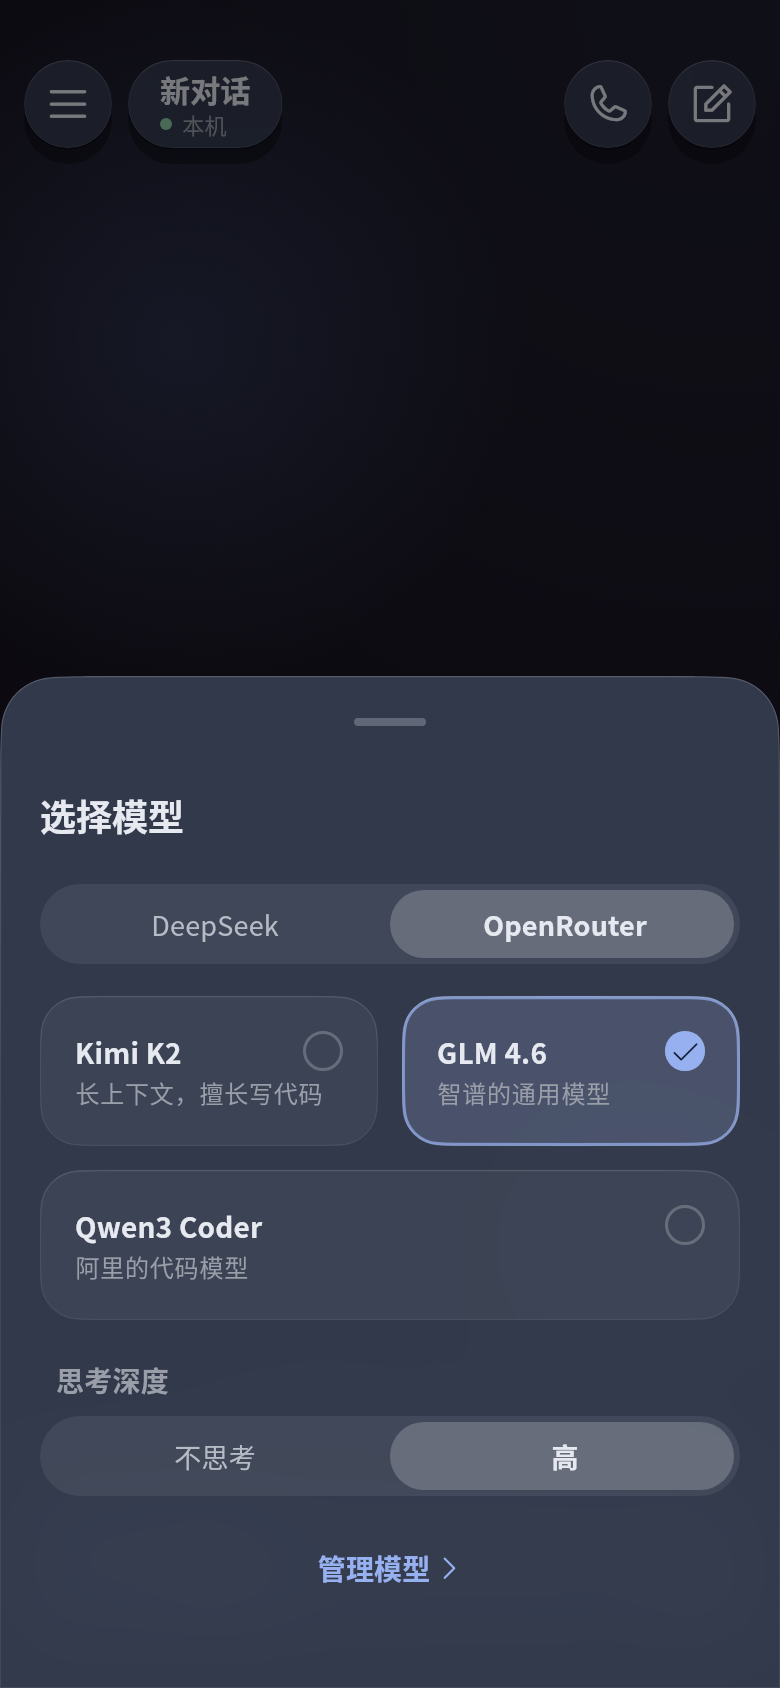 新对话
本机
选择模型
DeepSeek
OpenRouter
Kimi K2
长上下文，擅长写代码
GLM 4.6
智谱的通用模型
Qwen3 Coder
阿里的代码模型
思考深度
不思考
高
管理模型